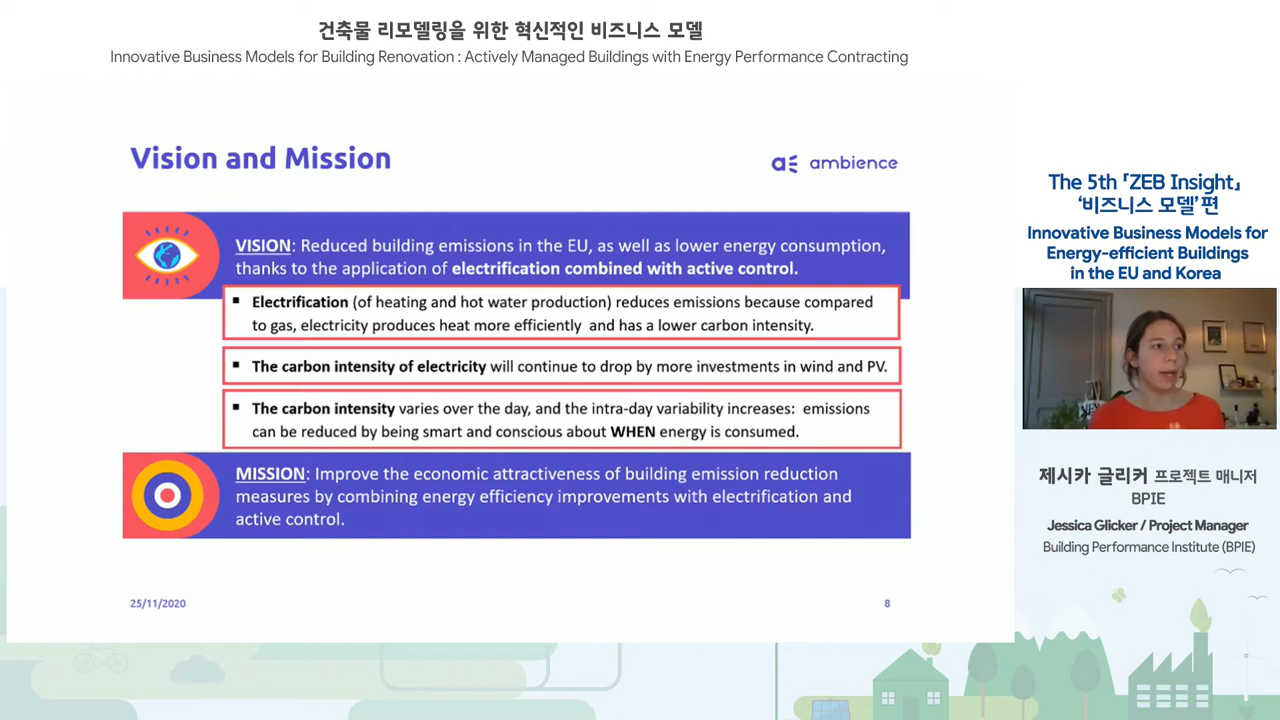 건축물 리모델링을 위한 혁신적인 비즈니스 모델
Innovative Business Models for Building Renovation : Actively Managed Buildings with Energy Performance Contracting
Vision and Mission
ambience
VISION: Reduced building emissions in the EU, as well as lower energy consumption,
thanks to the application of electrification combined with active control.
▪ Electrification (of heating and hot water production) reduces emissions because compared
to gas, electricity produces heat more efficiently and has a lower carbon intensity.
▪ The carbon intensity of electricity will continue to drop by more investments in wind and PV.
▪ The carbon intensity varies over the day, and the intra-day variability increases: emissions
can be reduced by being smart and conscious about WHEN energy is consumed.
MISSION: Improve the economic attractiveness of building emission reduction
measures by combining energy efficiency improvements with electrification and
active control.
25/11/2020
8
The 5th「ZEB Insight」
‘비즈니스 모델’편
Innovative Business Models for
Energy-efficient Buildings
in the EU and Korea
제시카 글리커 프로젝트 매니저
BPIE
Jessica Glicker / Project Manager
Building Performance Institute (BPIE)